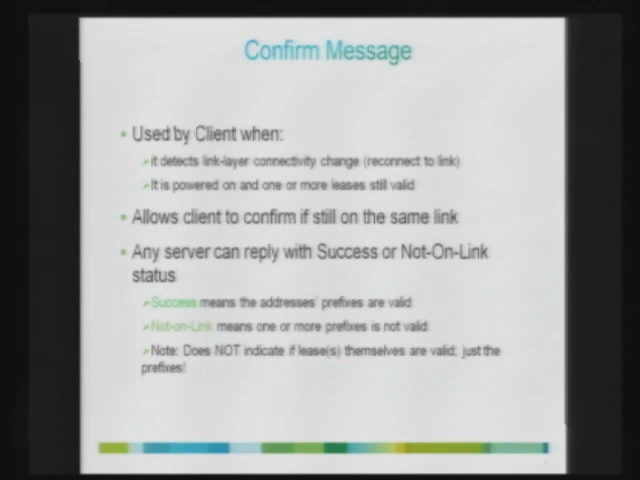 Confirm Message
Used by Client when:
it detects link-layer connectivity change (reconnect to link)
It is powered on and one or more leases still valid
Allows client to confirm if still on the same link
Any server can reply with Success or Not-On-Link
status
Success means the addresses' prefixes are valid
Not-on-Link means one or more prefixes is not valid
Note: Does NOT indicate if lease(s) themselves are valid; just the
prefixes!